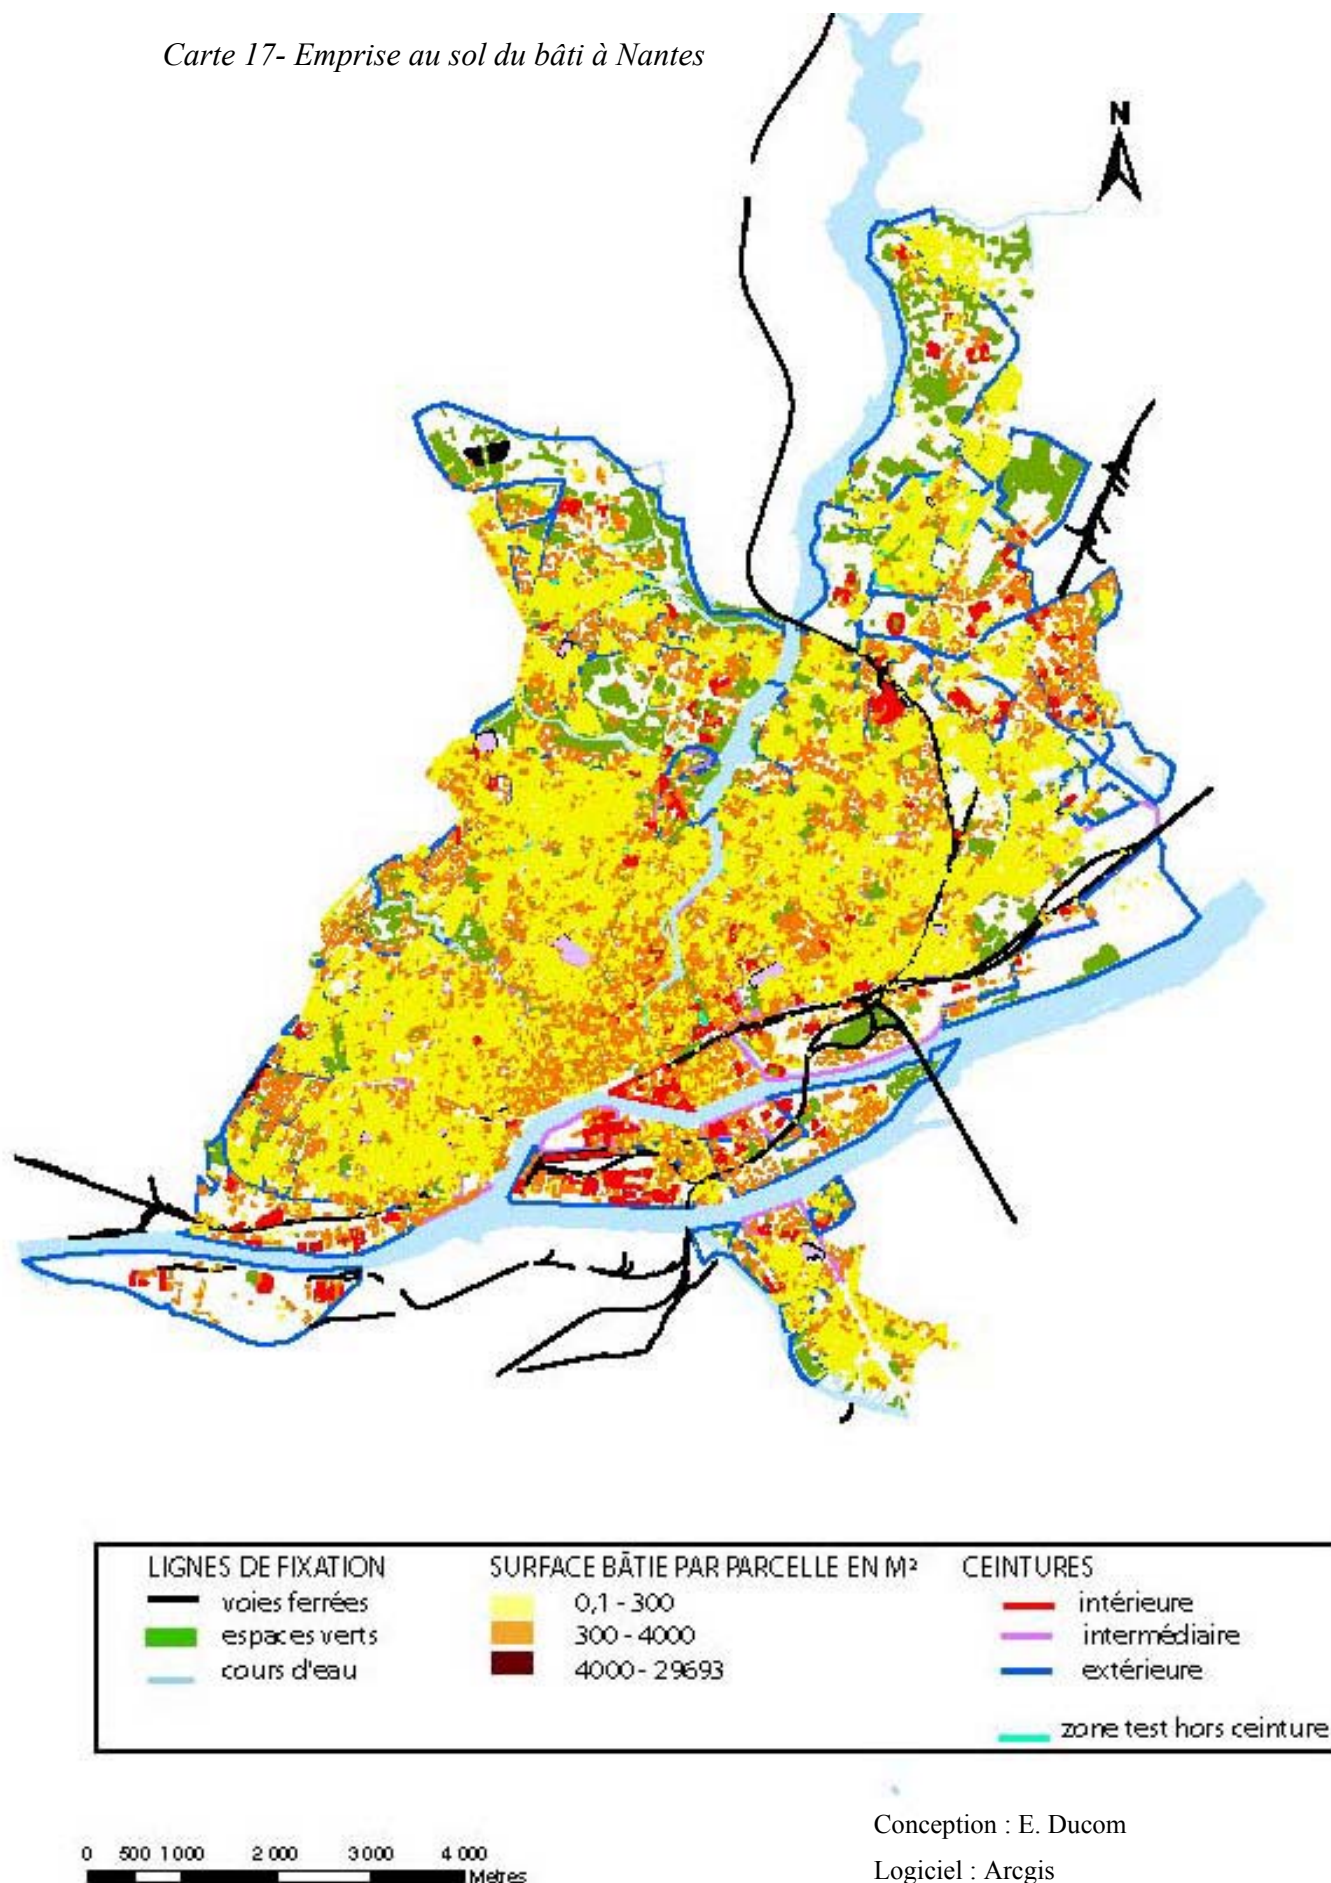 Carte 17- Emprise au sol du bâti à Nantes
N
LIGNES DE FIXATION
voies ferrées
espaces verts
cours d'eau
SURFACE BÂTIE PAR PARCELLE EN M²
0,1 - 300
300 - 4000
4000 - 29693
CEINTURES
intérieure
intermédiaire
extérieure
zone test hors ceinture
0 500 1 000 2 000 3 000 4 000
Mètres
Conception : E. Ducom
Logiciel : Arcgis